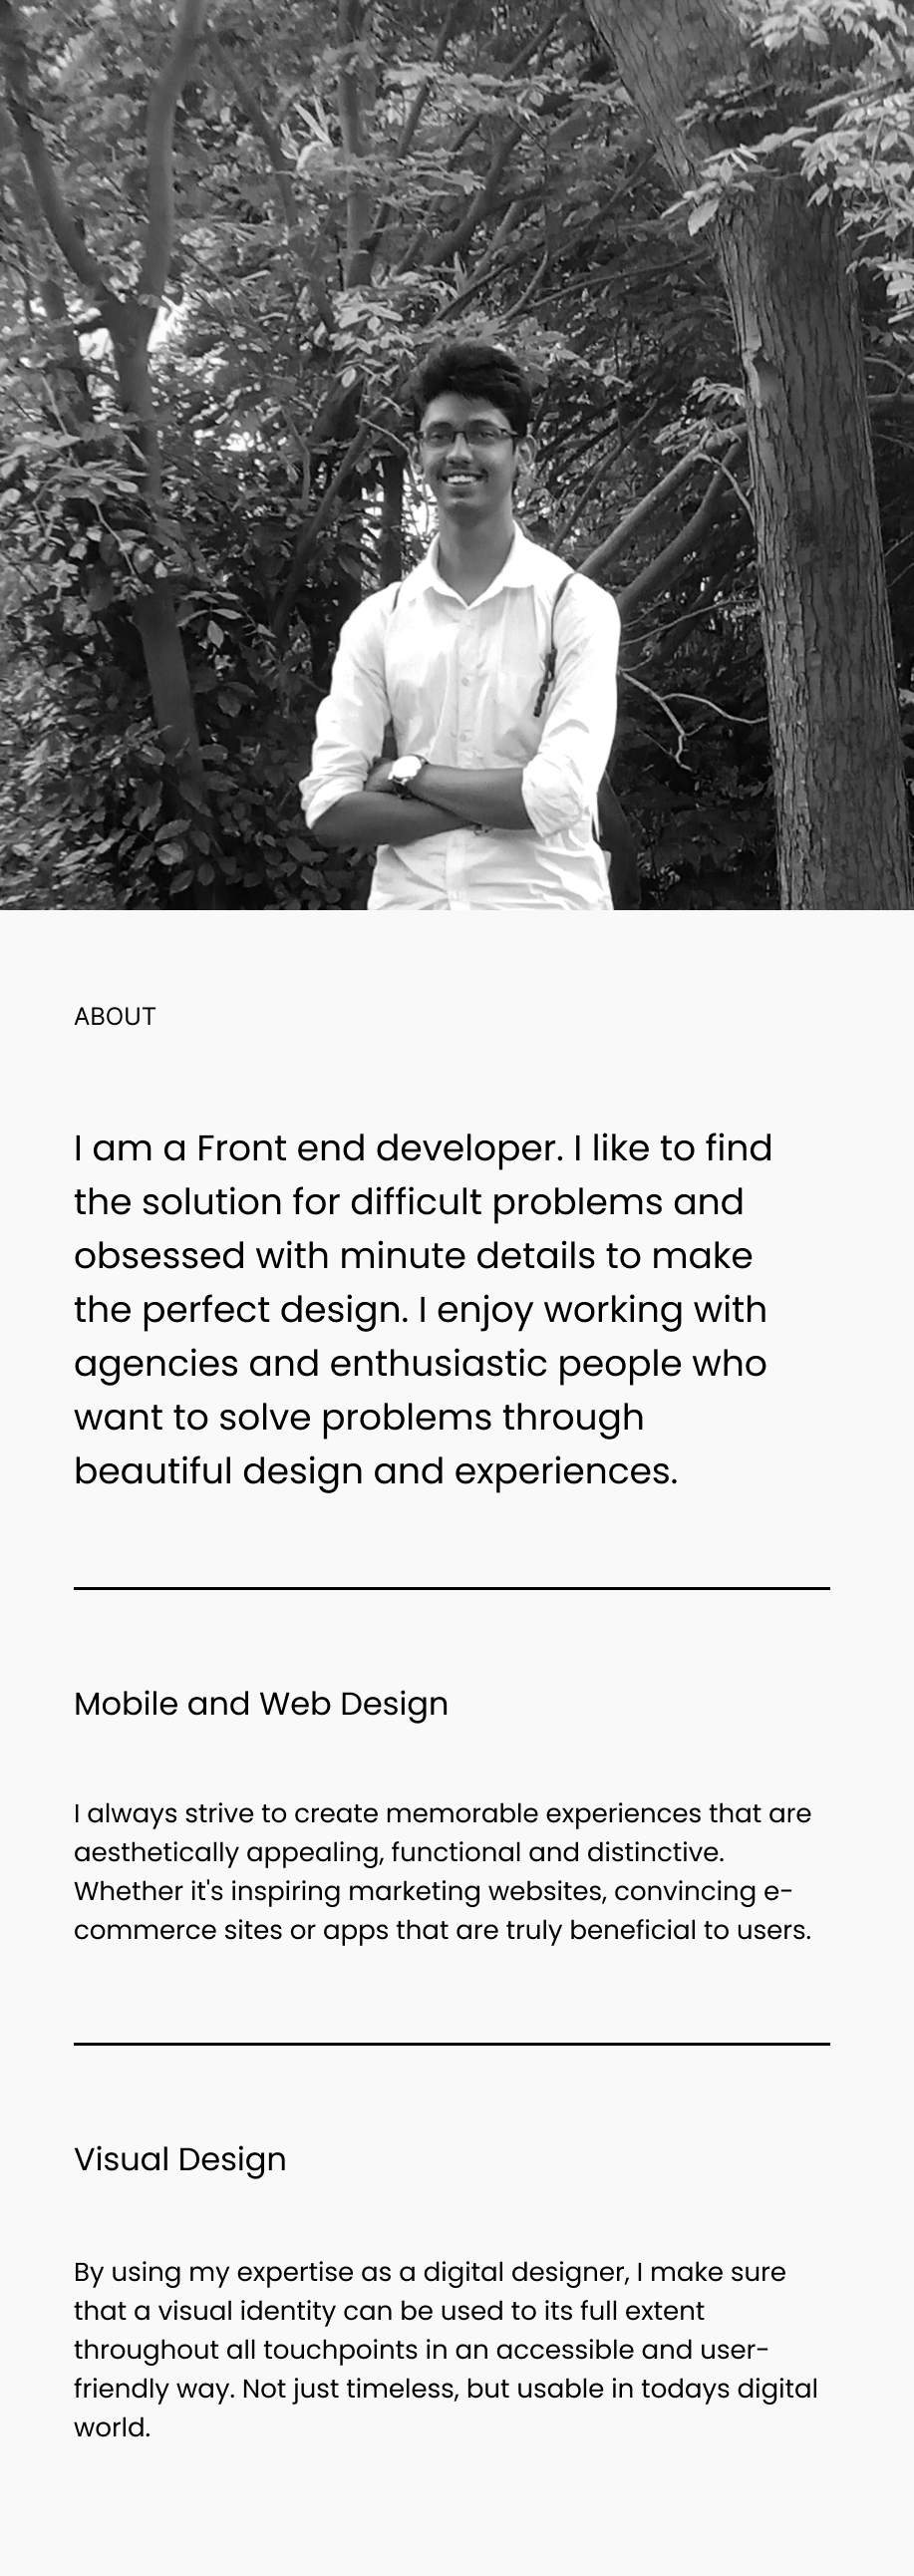 ABOUT
I am a Front end developer. I like to find
the solution for difficult problems and
obsessed with minute details to make
the perfect design. I enjoy working with
agencies and enthusiastic people who
want to solve problems through
beautiful design and experiences.
Mobile and Web Design
I always strive to create memorable experiences that are
aesthetically appealing, functional and distinctive.
Whether it's inspiring marketing websites, convincing e-
commerce sites or apps that are truly beneficial to users.
Visual Design
By using my expertise as a digital designer, I make sure
that a visual identity can be used to its full extent
throughout all touchpoints in an accessible and user-
friendly way. Not just timeless, but usable in todays digital
world.